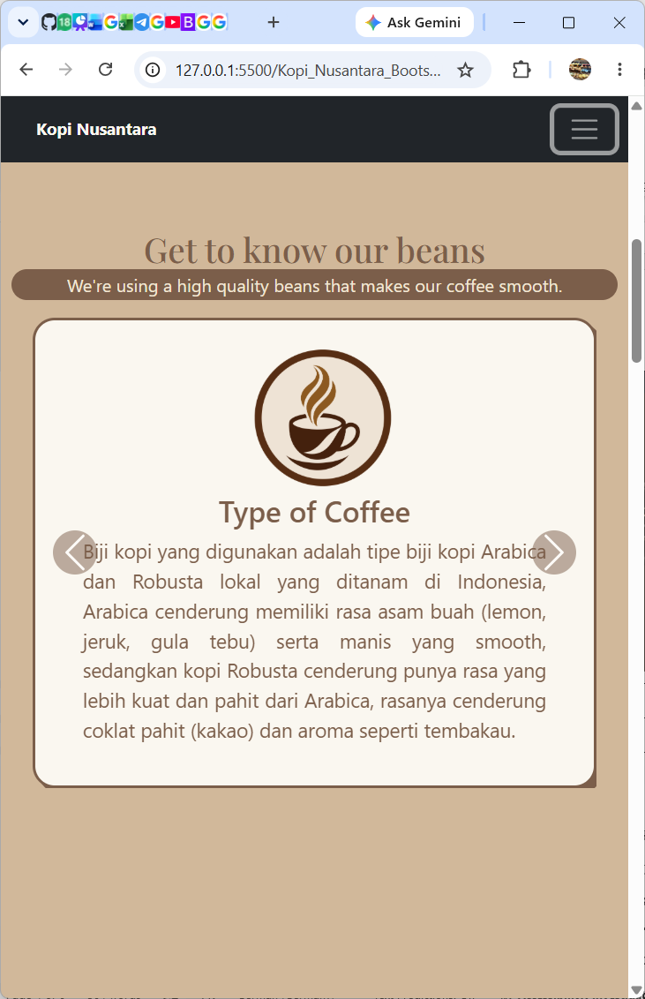 18
Ask Gemini
127.0.0.1:5500/Kopi_Nusantara_Boots...
Kopi Nusantara
Get to know our beans
We're using a high quality beans that makes our coffee smooth.
Type of Coffee
Biji kopi yang digunakan adalah tipe biji kopi Arabica
dan Robusta lokal yang ditanam di Indonesia,
Arabica cenderung memiliki rasa asam buah (lemon,
jeruk, gula tebu) serta manis yang smooth,
sedangkan kopi Robusta cenderung punya rasa yang
lebih kuat dan pahit dari Arabica, rasanya cenderung
coklat pahit (kakao) dan aroma seperti tembakau.